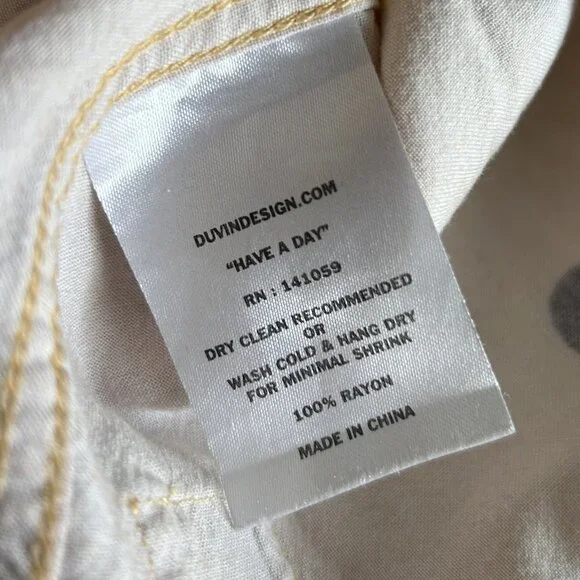 DUVINDESIGN.COM
"HAVE A DAY"
RN : 141059
DRY CLEAN RECOMMENDED
OR
WASH COLD & HANG DRY
FOR MINIMAL SHRINK
100% RAYON
MADE IN CHINA